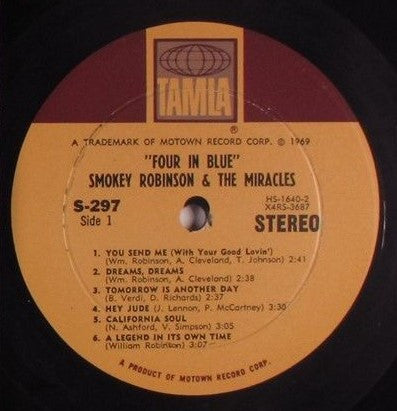 TAMLA
®
A TRADEMARK OF MOTOWN RECORD CORP. © 1969
"FOUR IN BLUE"
SMOKEY ROBINSON & THE MIRACLES
S-297
Side 1
HS-1640-2
X4RS-3687
STEREO
1. YOU SEND ME (With Your Good Lovin')
(Wm. Robinson, A. Cleveland, T. Johnson) 2:41
2. DREAMS, DREAMS
(Wm. Robinson, A. Cleveland) 2:38
3. TOMORROW IS ANOTHER DAY
(B. Verdi, D. Richards) 2:37
4. HEY JUDE (J. Lennon, P. McCartney) 3:35
5. CALIFORNIA SOUL
(N. Ashford, V. Simpson) 3:05
6. A LEGEND IN ITS OWN TIME
(William Robinson) 3:07
A PRODUCT OF MOTOWN RECORD CORP.